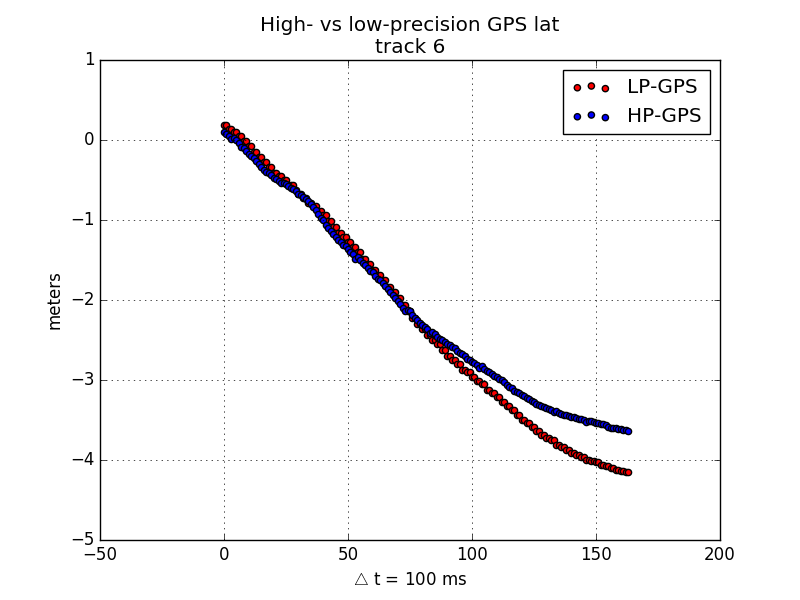 High- vs low-precision GPS lat
track 6
1
0
−1
−2
−3
−4
−5
meters
LP-GPS
HP-GPS
−50 0 50 100 150 200
△ t = 100 ms